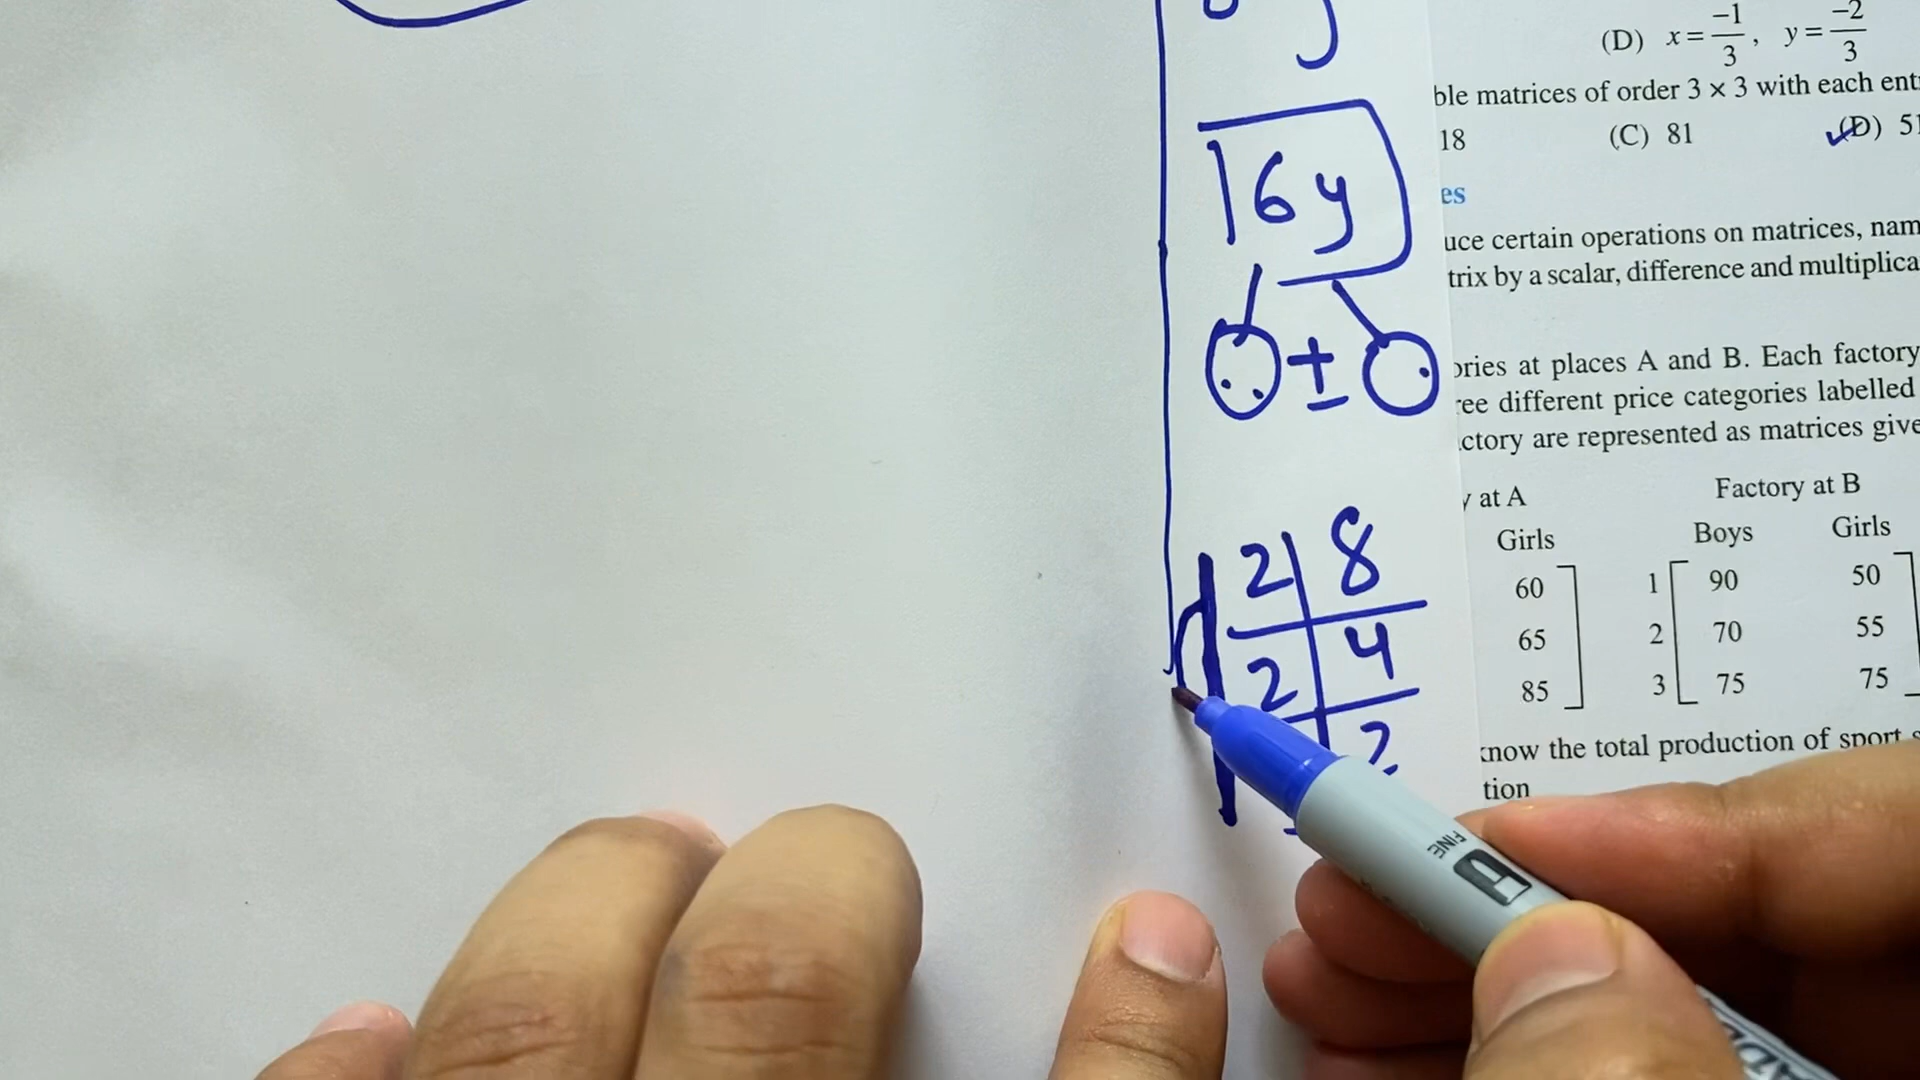 (D) x = -1/3, y = -2/3
ble matrices of order 3 × 3 with each
18 (C) 81 (D)
es
uce certain operations on matrices, nam
trix by a scalar, difference and multiplica
16y
±
ories at places A and B. Each factory
ree different price categories labelled
ctory are represented as matrices give
y at A Factory at B
Girls Boys Girls
60 1 90 50
65 2 70 55
85 3 75 75
know the total production of sport
tion
2 8
2 4
2
FINE